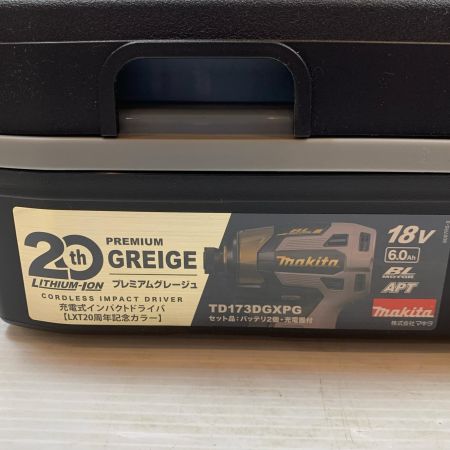 20th
LITHIUM-ION
PREMIUM
GREIGE
プレミアムグレージュ
CORDLESS IMPACT DRIVER
充電式インパクトドライバ
【LXT20周年記念カラー】
BL
makita
TD173DGXPG
セット品:バッテリ2個・充電器付
18V
6.0Ah
BL
MOTOR
APT
makita
株式会社マキタ